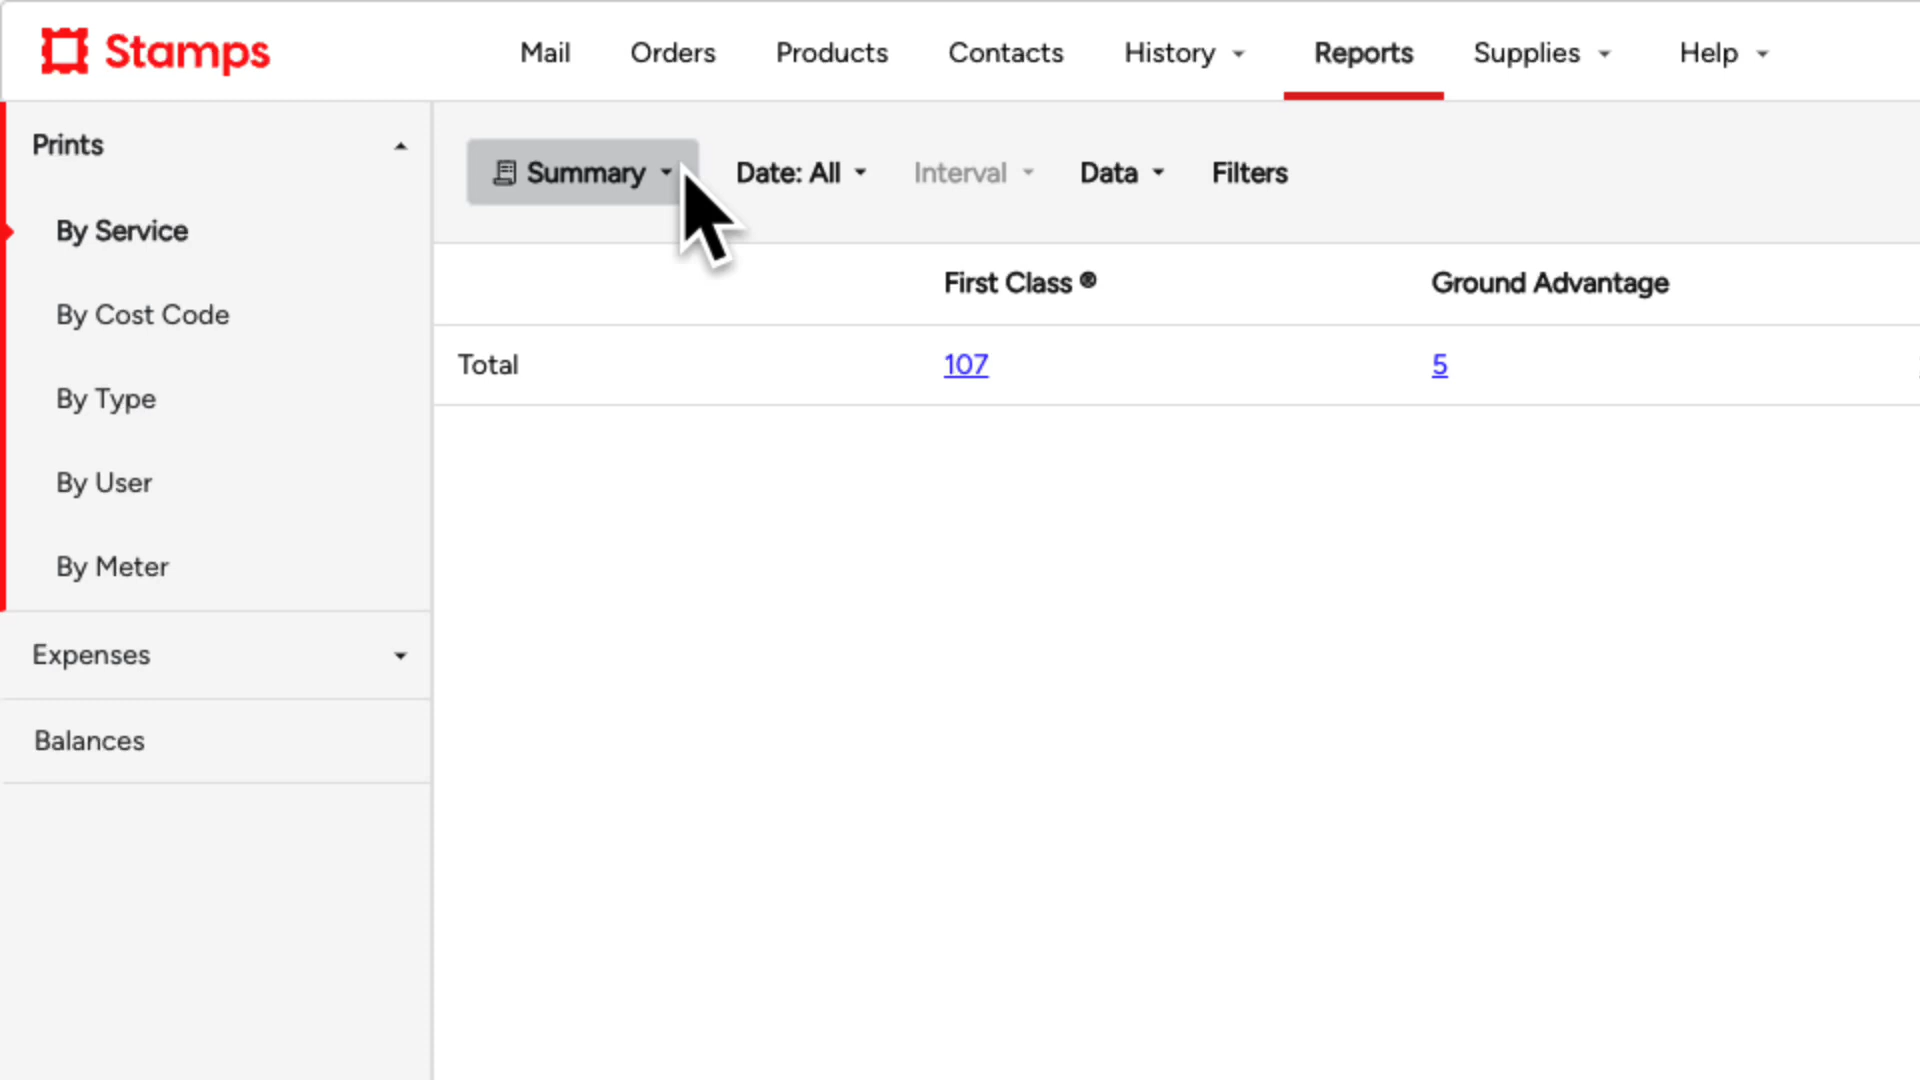 Stamps
Mail Orders Products Contacts History Reports Supplies Help
Prints
By Service
By Cost Code
By Type
By User
By Meter
Expenses
Balances
Summary Date: All Interval Data Filters
First Class ® Ground Advantage
Total 107 5